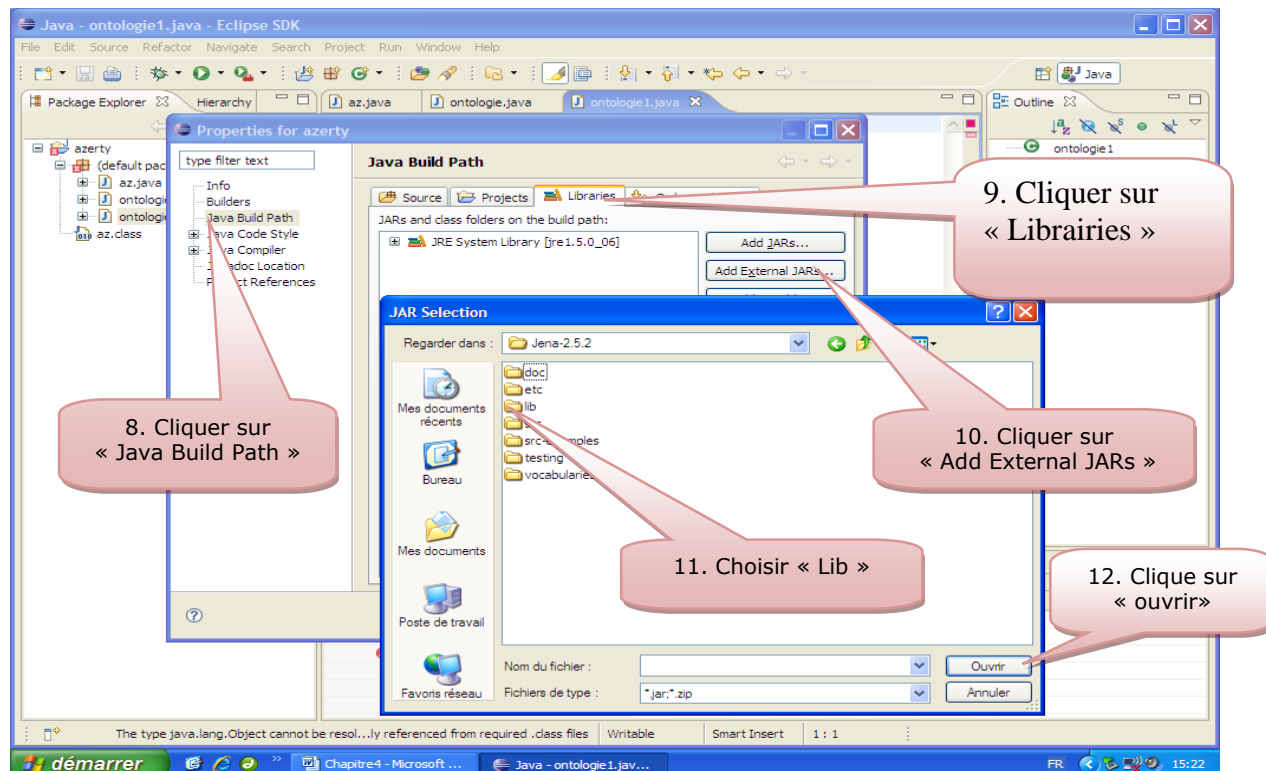 Java - ontologie1.java - Eclipse SDK
File Edit Source Refactor Navigate Search Project Run Window Help
Java
Package Explorer
Hierarchy
az.java
ontologie.java
ontologie1.java
Outline
azerty
(default pac
az.java
ontologi
ontologi
az.class
ontologie1
Properties for azerty
type filter text
Info
Builders
Java Build Path
Java Code Style
Java Compiler
Javadoc Location
Project References
Java Build Path
Source
Projects
Libraries
JARs and class folders on the build path:
JRE System Library [jre1.5.0_06]
Add JARs...
Add External JARs...
JAR Selection
Regarder dans :
Jena-2.5.2
Mes documents
récents
Bureau
Mes documents
Poste de travail
Favoris réseau
doc
etc
lib
src-examples
testing
vocabularies
Nom du fichier :
Ouvrir
Fichiers de type :
*.jar;*.zip
Annuler
8. Cliquer sur
« Java Build Path »
9. Cliquer sur
« Librairies »
10. Cliquer sur
« Add External JARs »
11. Choisir « Lib »
12. Clique sur
« ouvrir»
The type java.lang.Object cannot be resol...ly referenced from required .class files
Writable
Smart Insert
1 : 1
démarrer
Chapitre4 - Microsoft ...
Java - ontologie1.jav...
FR
15:22